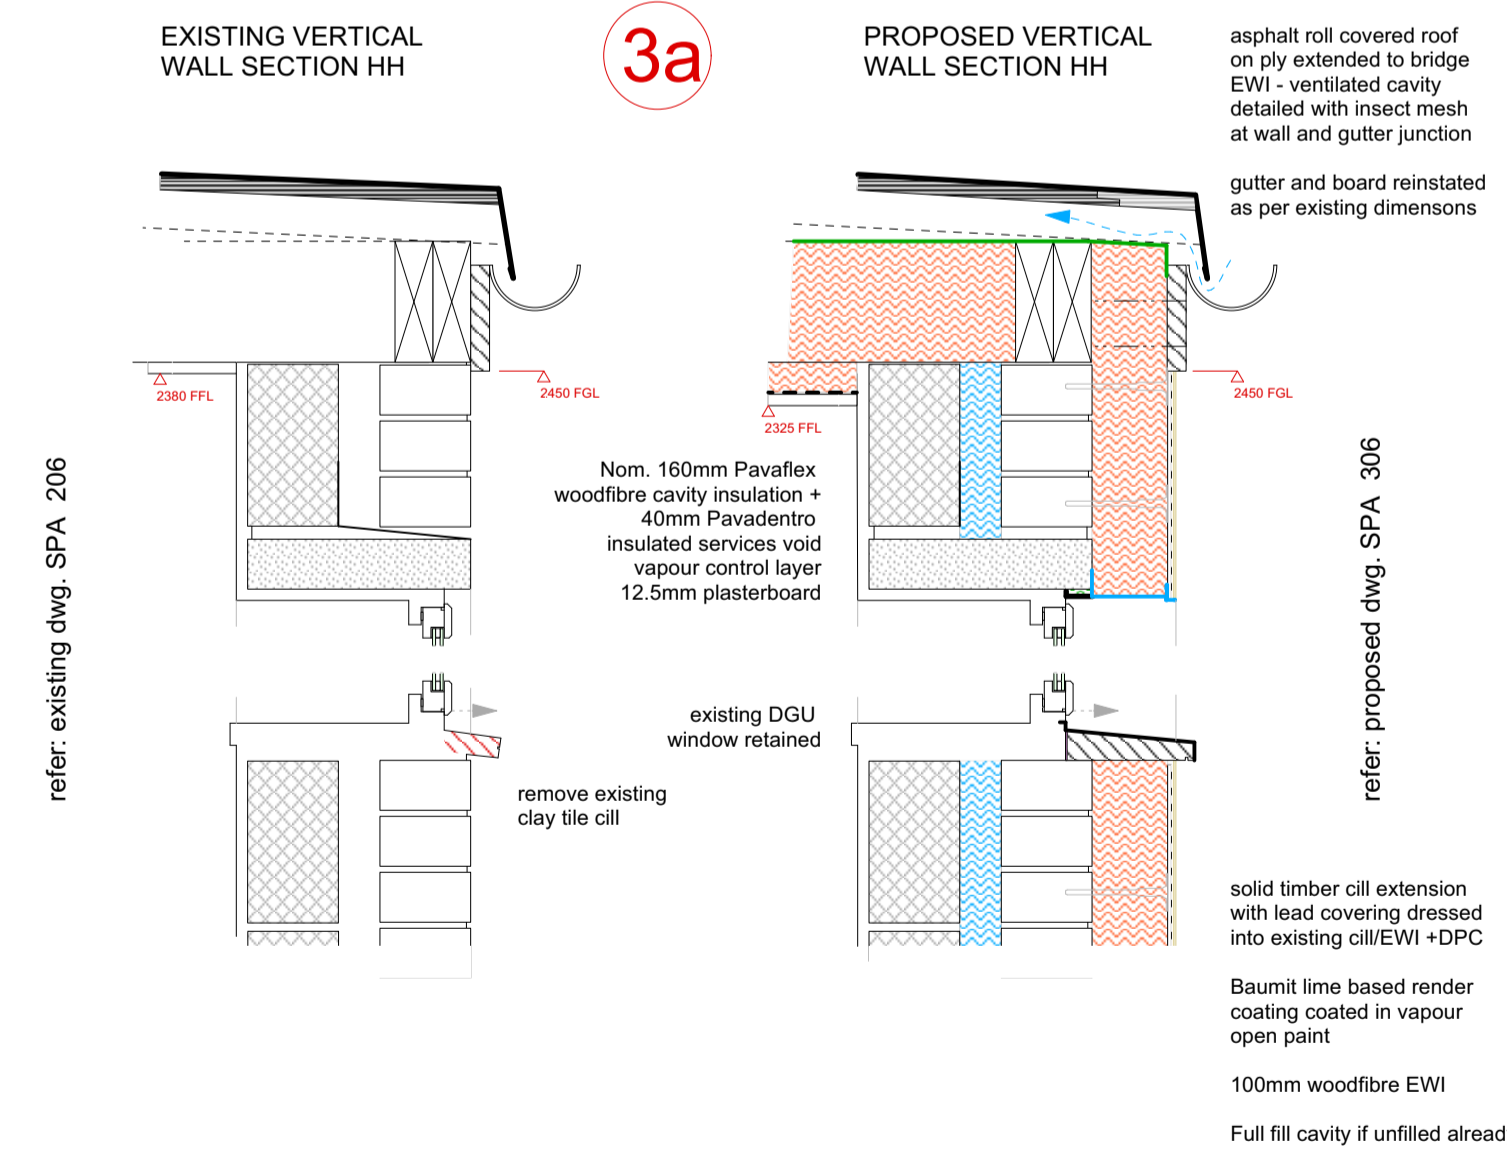 EXISTING VERTICAL
WALL SECTION HH
3a
PROPOSED VERTICAL
WALL SECTION HH
asphalt roll covered roof
on ply extended to bridge
EWI - ventilated cavity
detailed with insect mesh
at wall and gutter junction
gutter and board reinstated
as per existing dimensons
2380 FFL
2450 FGL
2325 FFL
2450 FGL
refer: existing dwg. SPA 206
Nom. 160mm Pavaflex
woodfibre cavity insulation +
40mm Pavadentro
insulated services void
vapour control layer
12.5mm plasterboard
refer: proposed dwg. SPA 306
existing DGU
window retained
remove existing
clay tile cill
solid timber cill extension
with lead covering dressed
into existing cill/EWI +DPC
Baumit lime based render
coating coated in vapour
open paint
100mm woodfibre EWI
Full fill cavity if unfilled alread